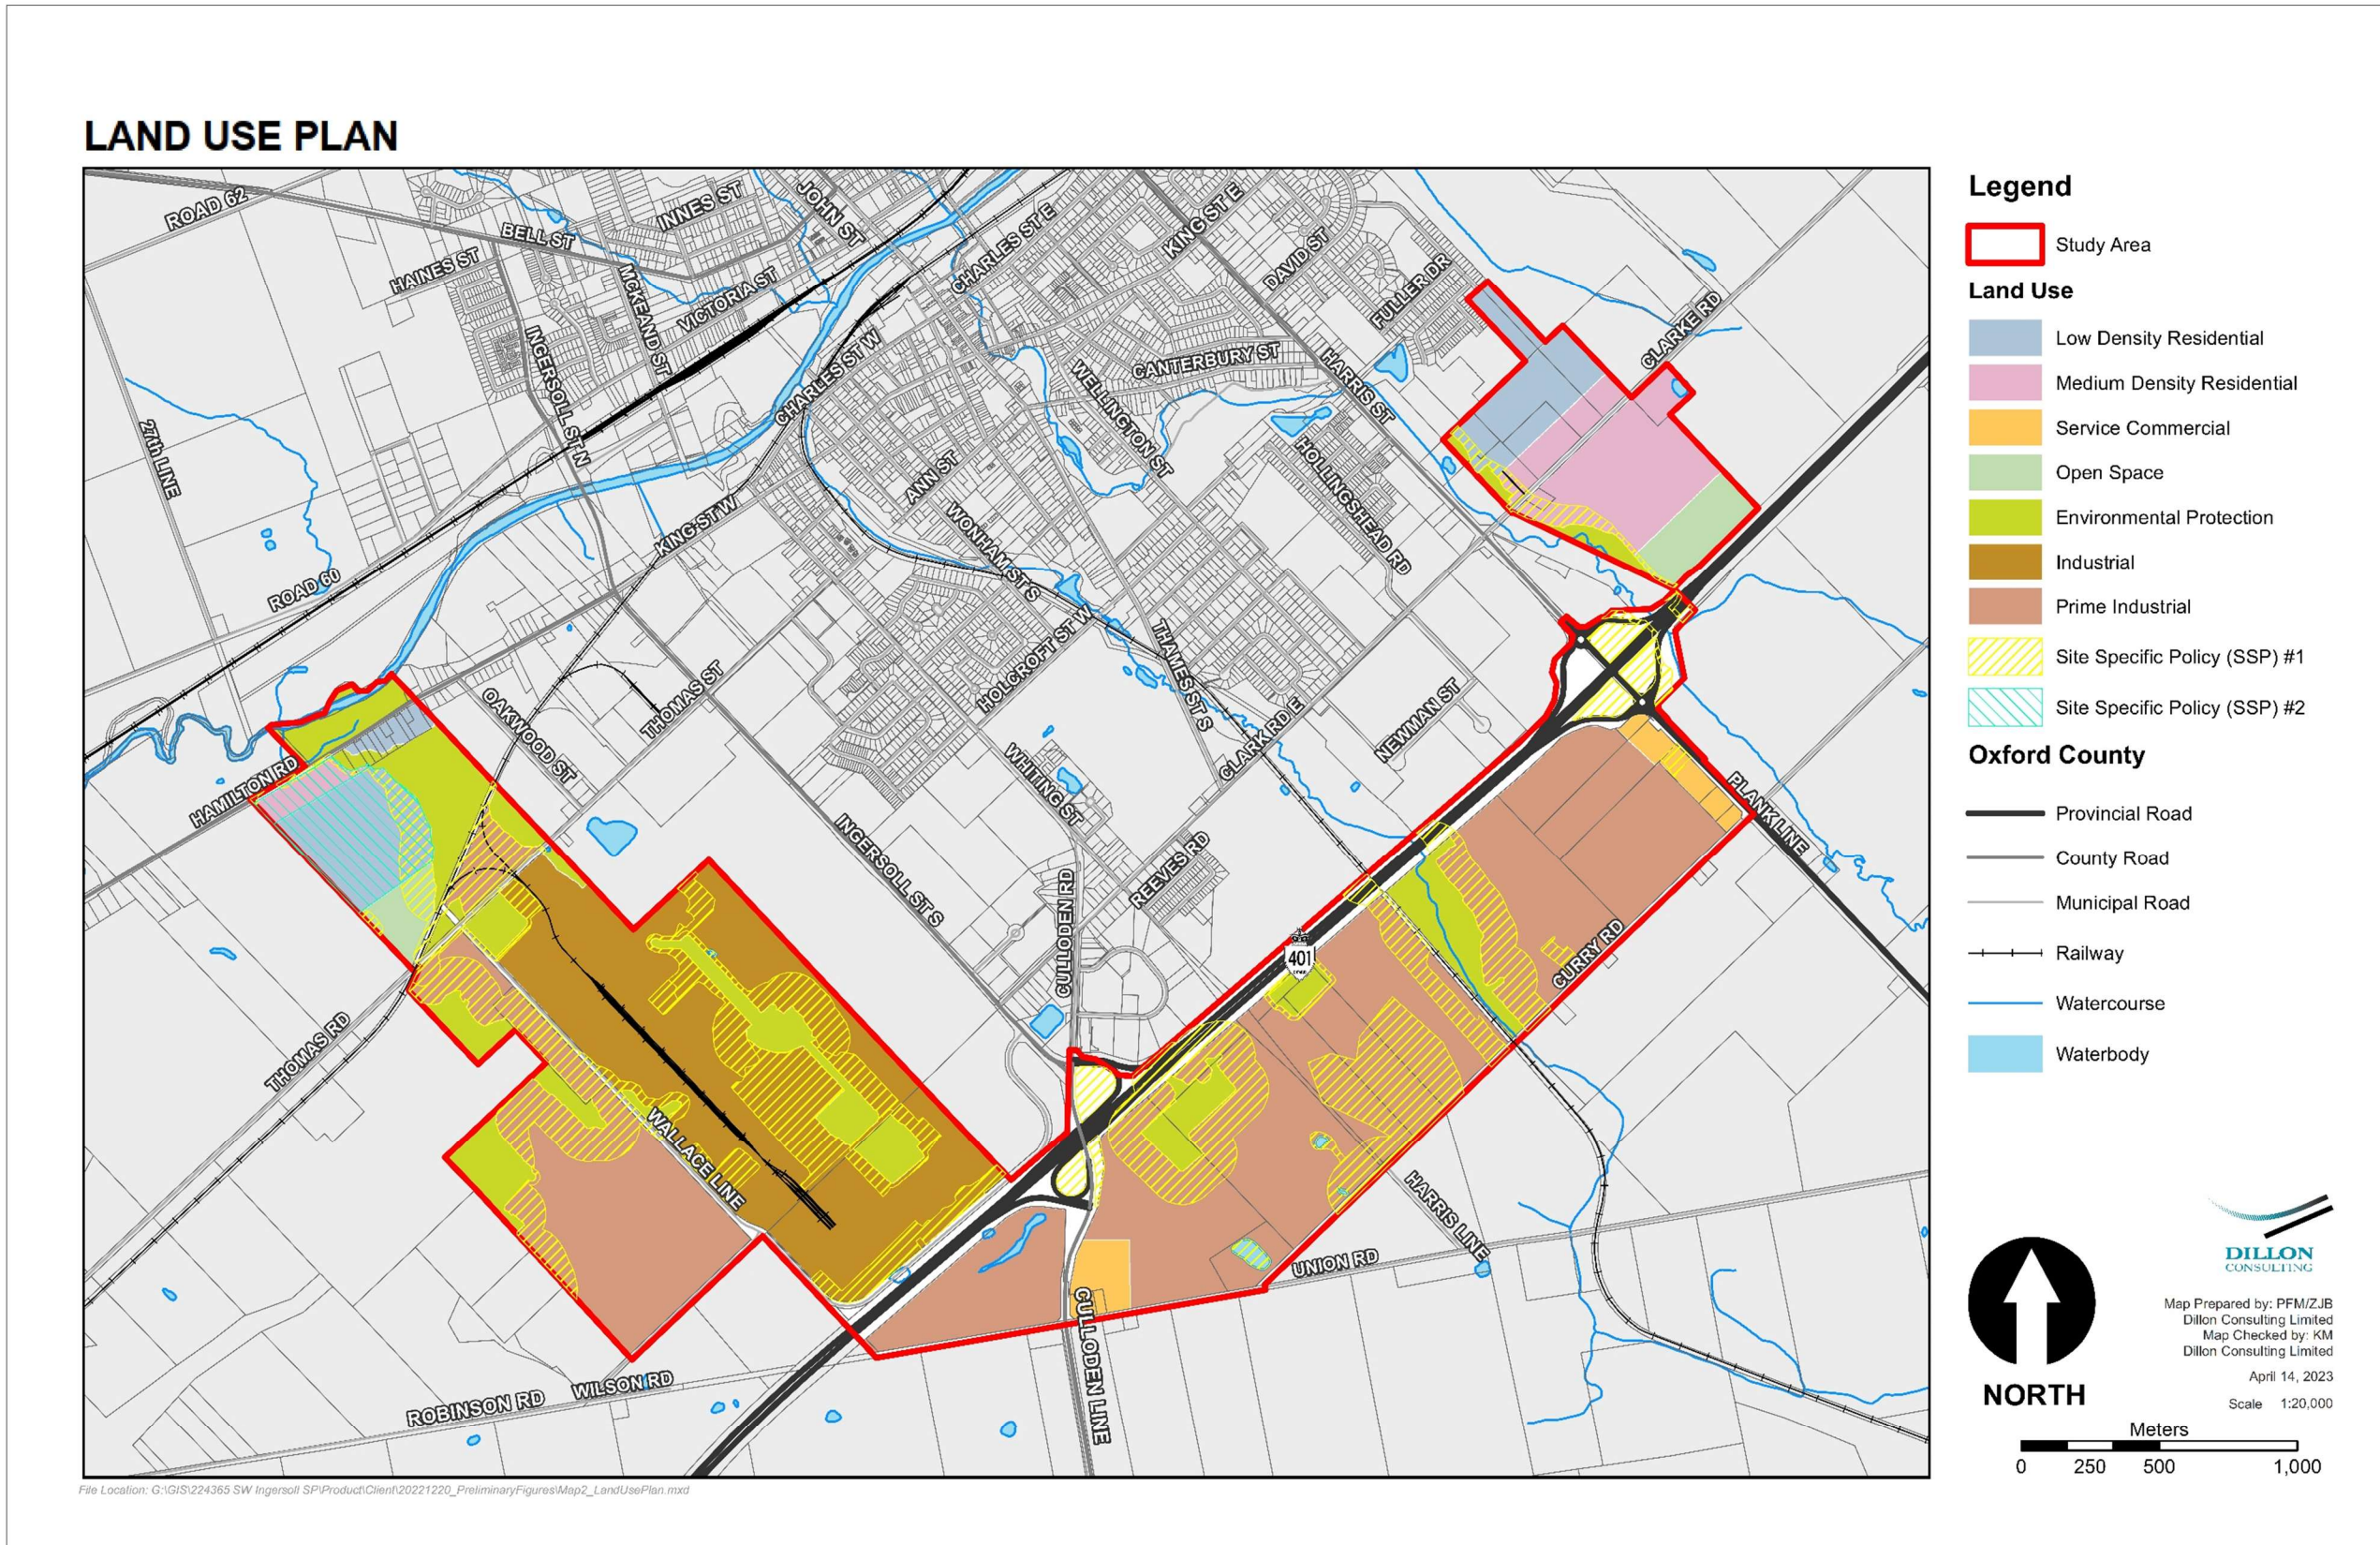 LAND USE PLAN
ROAD 62
BELL ST
INNES ST
JOHN ST
HAINES ST
MCKEAND ST
VICTORIA ST
CHARLES ST E
KING ST E
DAVID ST
FULLER DR
CLARKE RD
INGERSOLL ST N
CHARLES ST W
WELLINGTON ST
CANTERBURY ST
HARRIS ST
27th LINE
ANN ST
HOLLINGSHEAD RD
KING ST W
WONHAM ST S
ROAD 60
HOLCROFT ST W
THAMES ST S
OAKWOOD ST
THOMAS ST
HAMILTON RD
WHITING ST
CLARK RD E
NEWMAN ST
PLANK LINE
INGERSOLL ST S
CULLODEN RD
REEVES RD
401
CURRY RD
THOMAS RD
WALLACE LINE
HARRIS LINE
UNION RD
CULLODEN LINE
ROBINSON RD
WILSON RD
File Location: G:\GIS\224365 SW Ingersoll SP\Product\Client\20221220_PreliminaryFigures\Map2_LandUsePlan.mxd
Legend
Study Area
Land Use
Low Density Residential
Medium Density Residential
Service Commercial
Open Space
Environmental Protection
Industrial
Prime Industrial
Site Specific Policy (SSP) #1
Site Specific Policy (SSP) #2
Oxford County
Provincial Road
County Road
Municipal Road
Railway
Watercourse
Waterbody
DILLON
CONSULTING
NORTH
Map Prepared by: PFM/ZJB
Dillon Consulting Limited
Map Checked by: KM
Dillon Consulting Limited
April 14, 2023
Scale 1:20,000
Meters
0 250 500 1,000